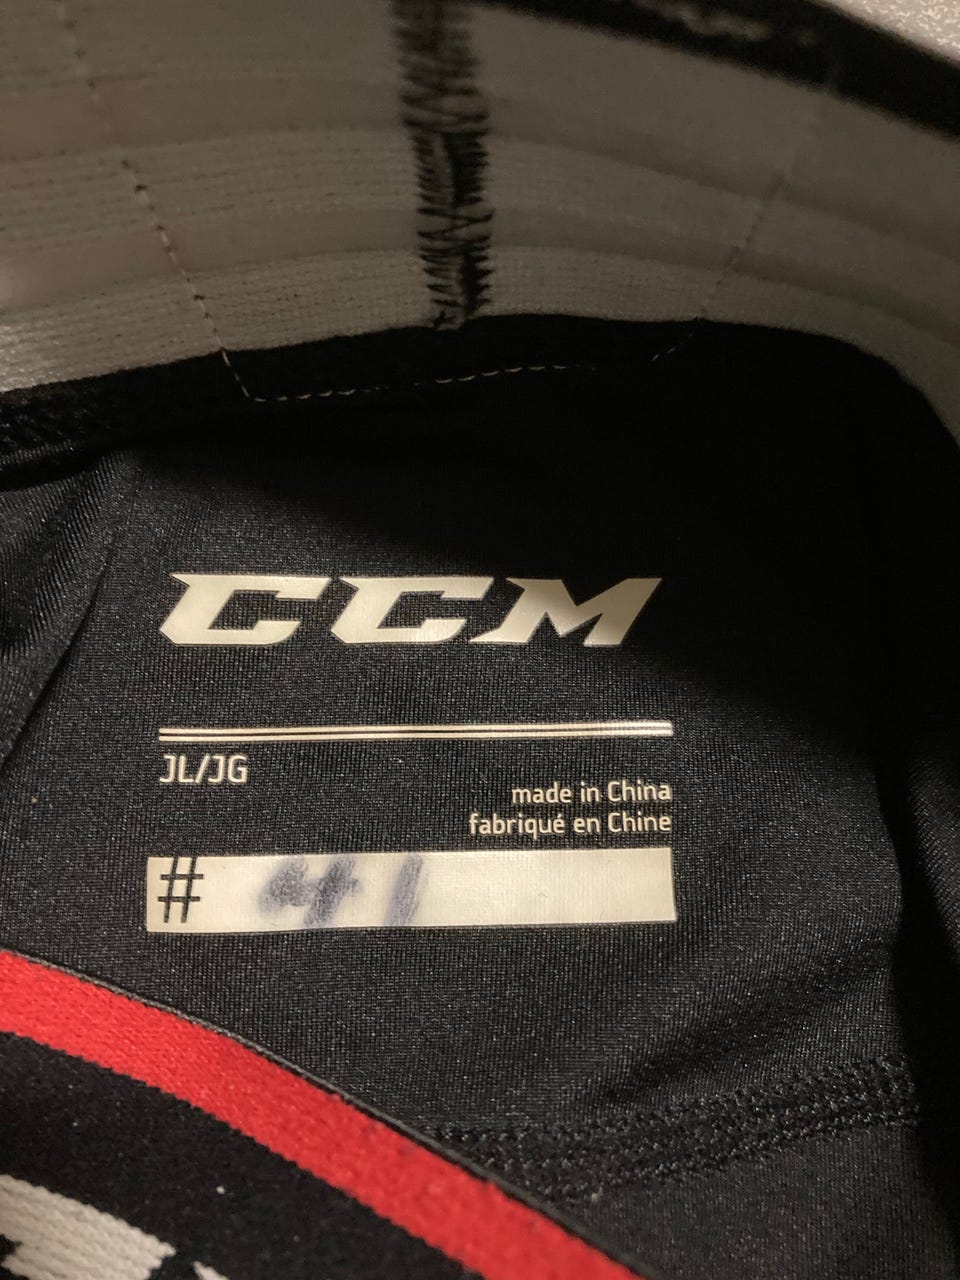 CCM
JL/JG
made in China
fabriqué en Chine
# 41